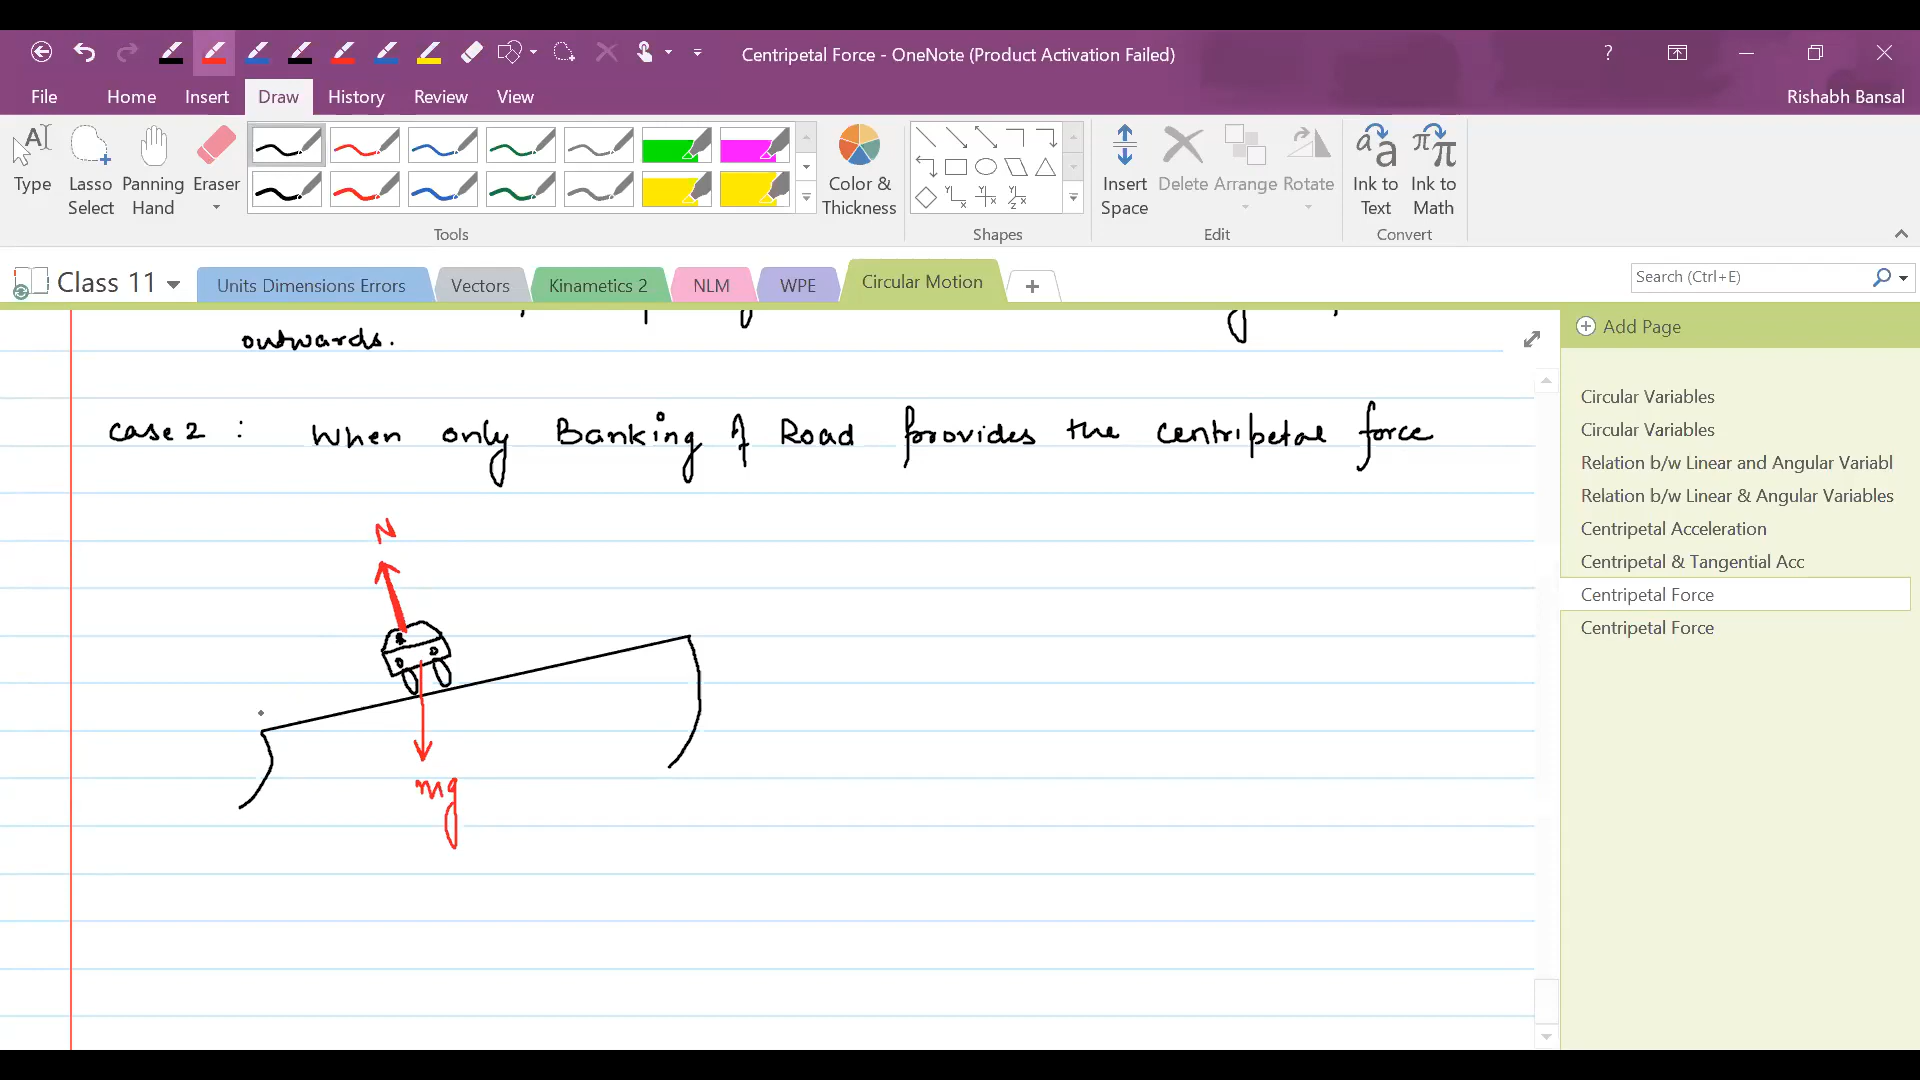 Centripetal Force - OneNote (Product Activation Failed)
?
File Home Insert Draw History Review View
Rishabh Bansal
Type
Lasso Select
Panning Hand
Eraser
Color & Thickness
Insert Space
Delete
Arrange
Rotate
Ink to Text
Ink to Math
Tools
Shapes
Edit
Convert
Class 11
Units Dimensions Errors
Vectors
Kinametics 2
NLM
WPE
Circular Motion
Search (Ctrl+E)
Add Page
Circular Variables
Circular Variables
Relation b/w Linear and Angular Variabl
Relation b/w Linear & Angular Variables
Centripetal Acceleration
Centripetal & Tangential Acc
Centripetal Force
Centripetal Force
outwards.
Case 2 : When only Banking of Road provides the centripetal force
N
mg